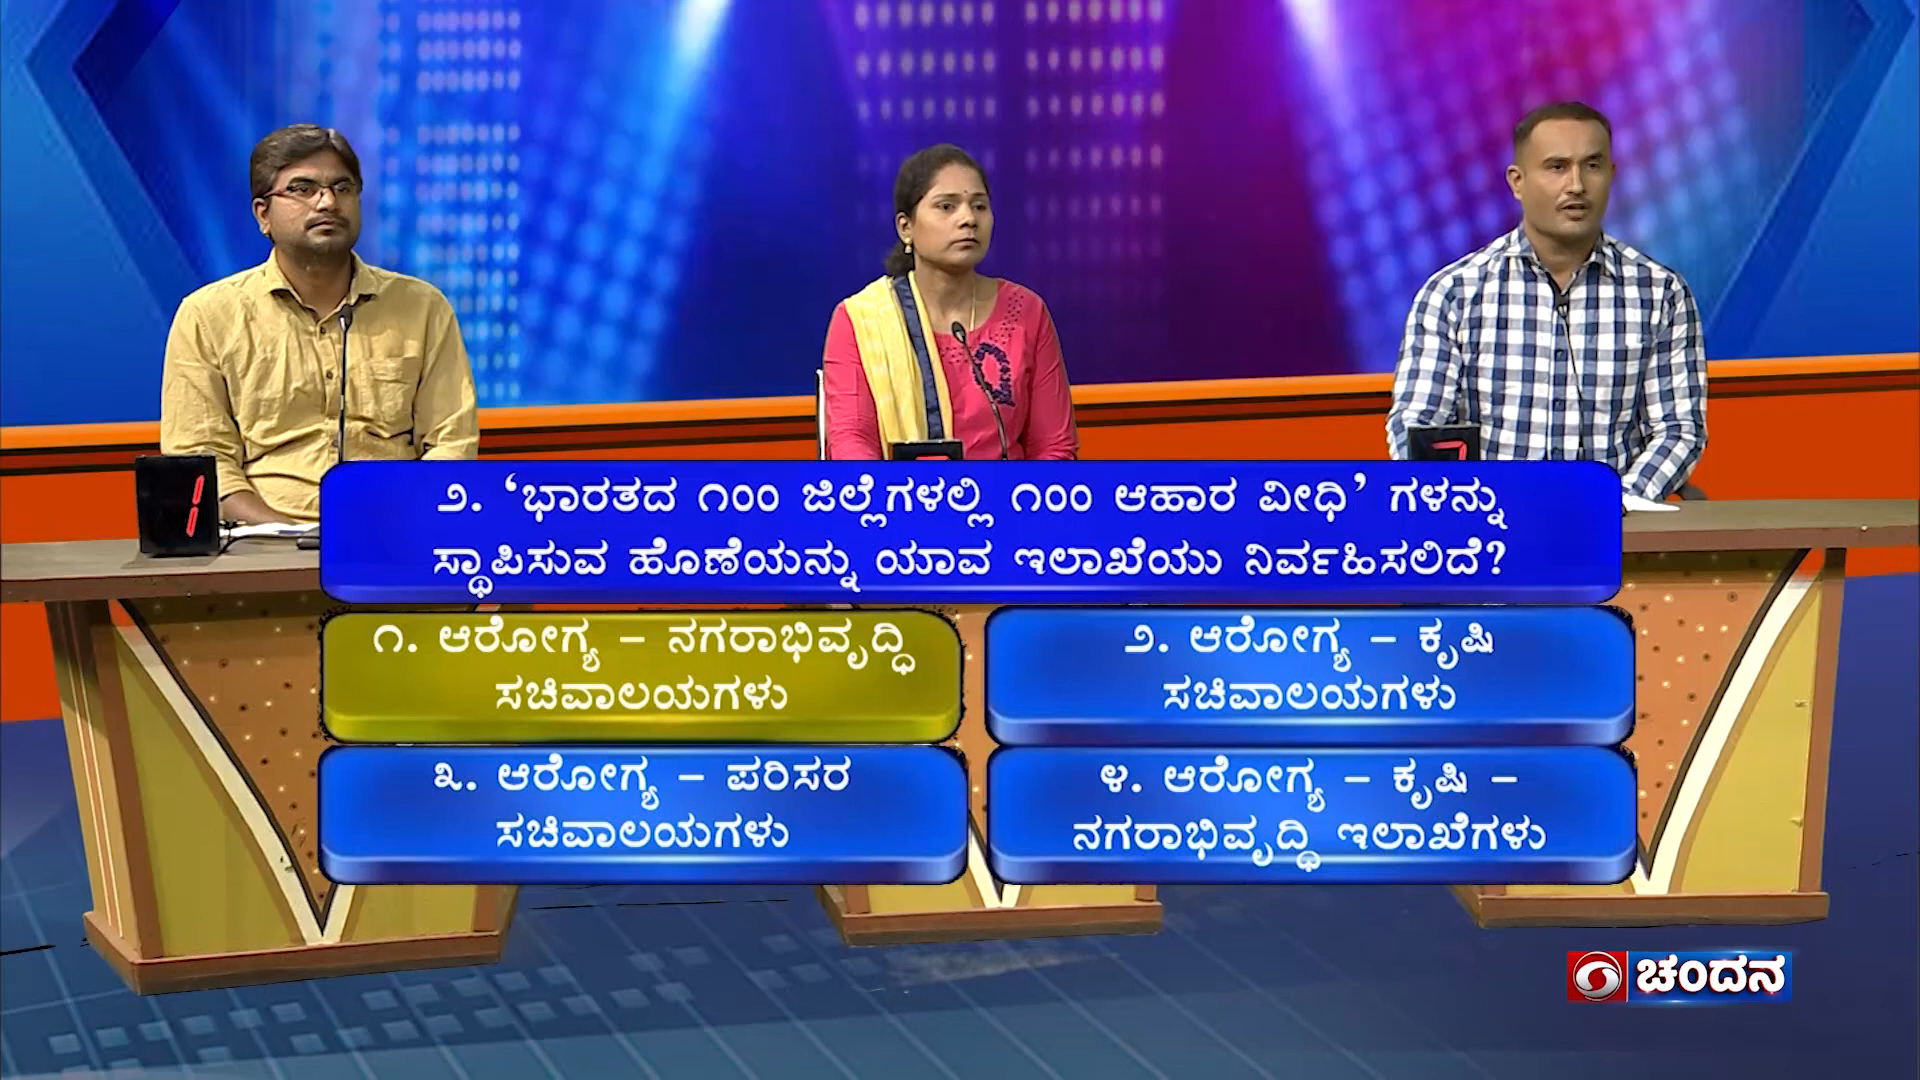 ೨. ‘ಭಾರತದ ೧೦೦ ಜಿಲ್ಲೆಗಳಲ್ಲಿ ೧೦೦ ಆಹಾರ ವೀಧಿ’ ಗಳನ್ನು
ಸ್ಥಾಪಿಸುವ ಹೊಣೆಯನ್ನು ಯಾವ ಇಲಾಖೆಯು ನಿರ್ವಹಿಸಲಿದೆ?
೧. ಆರೋಗ್ಯ – ನಗರಾಭಿವೃದ್ಧಿ
ಸಚಿವಾಲಯಗಳು
೨. ಆರೋಗ್ಯ – ಕೃಷಿ
ಸಚಿವಾಲಯಗಳು
೩. ಆರೋಗ್ಯ – ಪರಿಸರ
ಸಚಿವಾಲಯಗಳು
೪. ಆರೋಗ್ಯ – ಕೃಷಿ –
ನಗರಾಭಿವೃದ್ಧಿ ಇಲಾಖೆಗಳು
1
ಚಂದನ